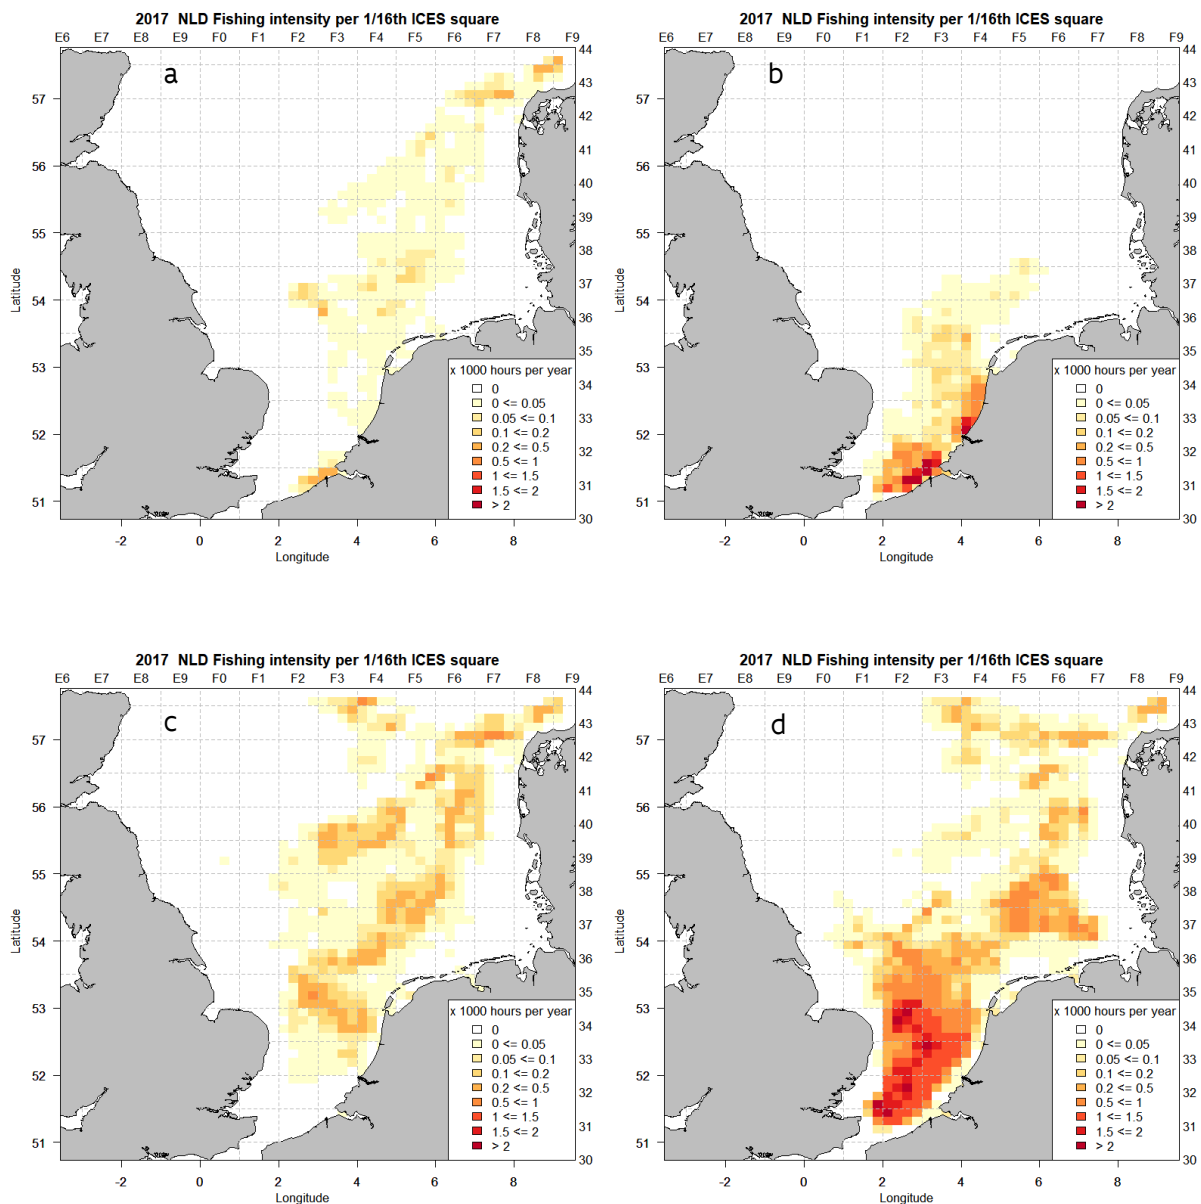 2017 NLD Fishing intensity per 1/16th ICES square
E6 E7 E8 E9 F0 F1 F2 F3 F4 F5 F6 F7 F8 F9
a
44
43
42
41
40
39
38
37
36
35
34
33
32
31
30
57
56
55
54
53
52
51
Latitude
x 1000 hours per year
0
0 <= 0.05
0.05 <= 0.1
0.1 <= 0.2
0.2 <= 0.5
0.5 <= 1
1 <= 1.5
1.5 <= 2
> 2
-2 0 2 4 6 8
Longitude
2017 NLD Fishing intensity per 1/16th ICES square
E6 E7 E8 E9 F0 F1 F2 F3 F4 F5 F6 F7 F8 F9
b
44
43
42
41
40
39
38
37
36
35
34
33
32
31
30
57
56
55
54
53
52
51
Latitude
x 1000 hours per year
0
0 <= 0.05
0.05 <= 0.1
0.1 <= 0.2
0.2 <= 0.5
0.5 <= 1
1 <= 1.5
1.5 <= 2
> 2
-2 0 2 4 6 8
Longitude
2017 NLD Fishing intensity per 1/16th ICES square
E6 E7 E8 E9 F0 F1 F2 F3 F4 F5 F6 F7 F8 F9
c
44
43
42
41
40
39
38
37
36
35
34
33
32
31
30
57
56
55
54
53
52
51
Latitude
x 1000 hours per year
0
0 <= 0.05
0.05 <= 0.1
0.1 <= 0.2
0.2 <= 0.5
0.5 <= 1
1 <= 1.5
1.5 <= 2
> 2
-2 0 2 4 6 8
Longitude
2017 NLD Fishing intensity per 1/16th ICES square
E6 E7 E8 E9 F0 F1 F2 F3 F4 F5 F6 F7 F8 F9
d
44
43
42
41
40
39
38
37
36
35
34
33
32
31
30
57
56
55
54
53
52
51
Latitude
x 1000 hours per year
0
0 <= 0.05
0.05 <= 0.1
0.1 <= 0.2
0.2 <= 0.5
0.5 <= 1
1 <= 1.5
1.5 <= 2
> 2
-2 0 2 4 6 8
Longitude